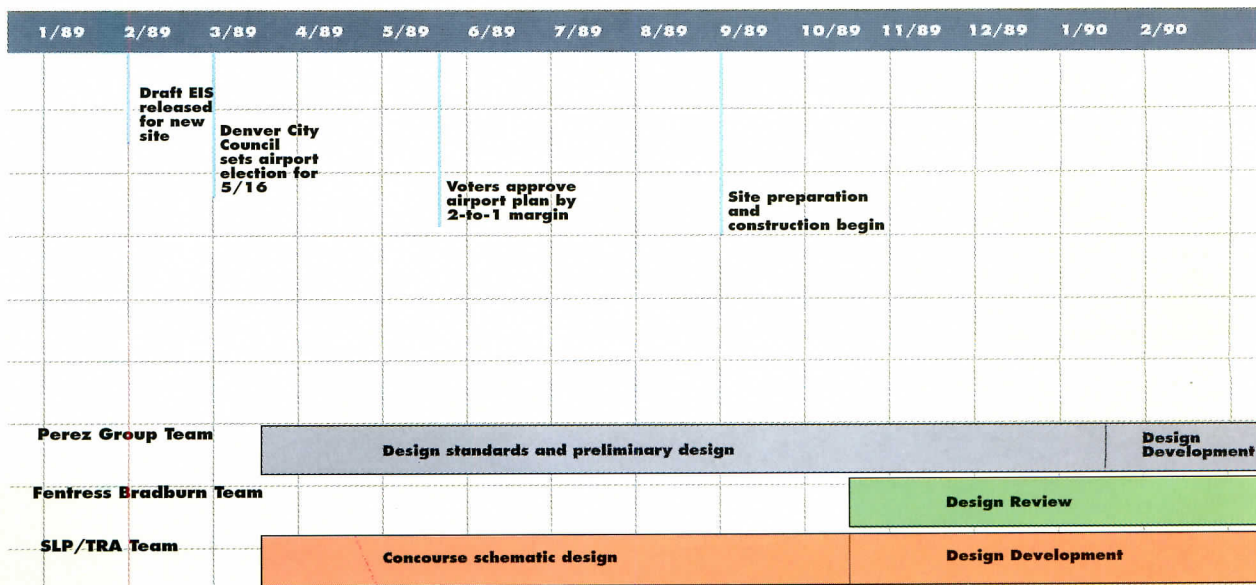 1/89 2/89 3/89 4/89 5/89 6/89 7/89 8/89 9/89 10/89 11/89 12/89 1/90 2/90
Draft EIS
released
for new
site
Denver City
Council
sets airport
election for
5/16
Voters approve
airport plan by
2-to-1 margin
Site preparation
and
construction begin
Perez Group Team
Design standards and preliminary design
Design
Development
Fentress Bradburn Team
Design Review
SLP/TRA Team
Concourse schematic design
Design Development